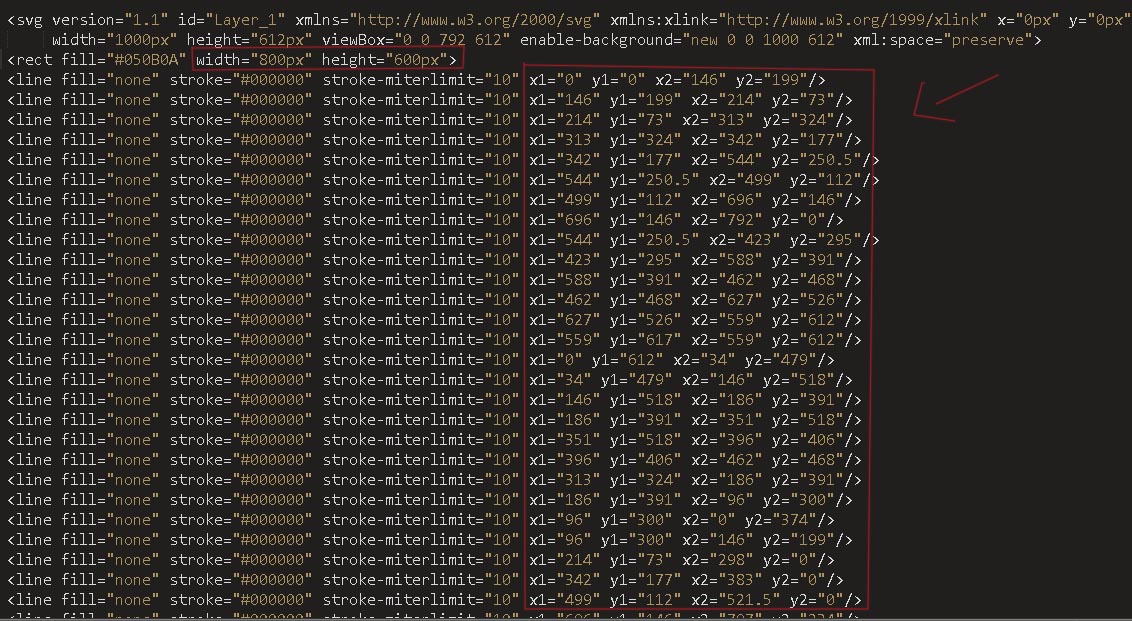 <svg version="1.1" id="Layer_1" xmlns="http://www.w3.org/2000/svg" xmlns:xlink="http://www.w3.org/1999/xlink" x="0px" y="0px"
width="1000px" height="612px" viewBox="0 0 792 612" enable-background="new 0 0 1000 612" xml:space="preserve">
<rect fill="#050B0A" width="800px" height="600px">
<line fill="none" stroke="#000000" stroke-miterlimit="10" x1="0" y1="0" x2="146" y2="199"/>
<line fill="none" stroke="#000000" stroke-miterlimit="10" x1="146" y1="199" x2="214" y2="73"/>
<line fill="none" stroke="#000000" stroke-miterlimit="10" x1="214" y1="73" x2="313" y2="324"/>
<line fill="none" stroke="#000000" stroke-miterlimit="10" x1="313" y1="324" x2="342" y2="177"/>
<line fill="none" stroke="#000000" stroke-miterlimit="10" x1="342" y1="177" x2="544" y2="250.5"/>
<line fill="none" stroke="#000000" stroke-miterlimit="10" x1="544" y1="250.5" x2="499" y2="112"/>
<line fill="none" stroke="#000000" stroke-miterlimit="10" x1="499" y1="112" x2="696" y2="146"/>
<line fill="none" stroke="#000000" stroke-miterlimit="10" x1="696" y1="146" x2="792" y2="0"/>
<line fill="none" stroke="#000000" stroke-miterlimit="10" x1="544" y1="250.5" x2="423" y2="295"/>
<line fill="none" stroke="#000000" stroke-miterlimit="10" x1="423" y1="295" x2="588" y2="391"/>
<line fill="none" stroke="#000000" stroke-miterlimit="10" x1="588" y1="391" x2="462" y2="468"/>
<line fill="none" stroke="#000000" stroke-miterlimit="10" x1="462" y1="468" x2="627" y2="526"/>
<line fill="none" stroke="#000000" stroke-miterlimit="10" x1="627" y1="526" x2="559" y2="612"/>
<line fill="none" stroke="#000000" stroke-miterlimit="10" x1="559" y1="617" x2="559" y2="612"/>
<line fill="none" stroke="#000000" stroke-miterlimit="10" x1="0" y1="612" x2="34" y2="479"/>
<line fill="none" stroke="#000000" stroke-miterlimit="10" x1="34" y1="479" x2="146" y2="518"/>
<line fill="none" stroke="#000000" stroke-miterlimit="10" x1="146" y1="518" x2="186" y2="391"/>
<line fill="none" stroke="#000000" stroke-miterlimit="10" x1="186" y1="391" x2="351" y2="518"/>
<line fill="none" stroke="#000000" stroke-miterlimit="10" x1="351" y1="518" x2="396" y2="406"/>
<line fill="none" stroke="#000000" stroke-miterlimit="10" x1="396" y1="406" x2="462" y2="468"/>
<line fill="none" stroke="#000000" stroke-miterlimit="10" x1="313" y1="324" x2="186" y2="391"/>
<line fill="none" stroke="#000000" stroke-miterlimit="10" x1="186" y1="391" x2="96" y2="300"/>
<line fill="none" stroke="#000000" stroke-miterlimit="10" x1="96" y1="300" x2="0" y2="374"/>
<line fill="none" stroke="#000000" stroke-miterlimit="10" x1="96" y1="300" x2="146" y2="199"/>
<line fill="none" stroke="#000000" stroke-miterlimit="10" x1="214" y1="73" x2="298" y2="0"/>
<line fill="none" stroke="#000000" stroke-miterlimit="10" x1="342" y1="177" x2="383" y2="0"/>
<line fill="none" stroke="#000000" stroke-miterlimit="10" x1="499" y1="112" x2="521.5" y2="0"/>